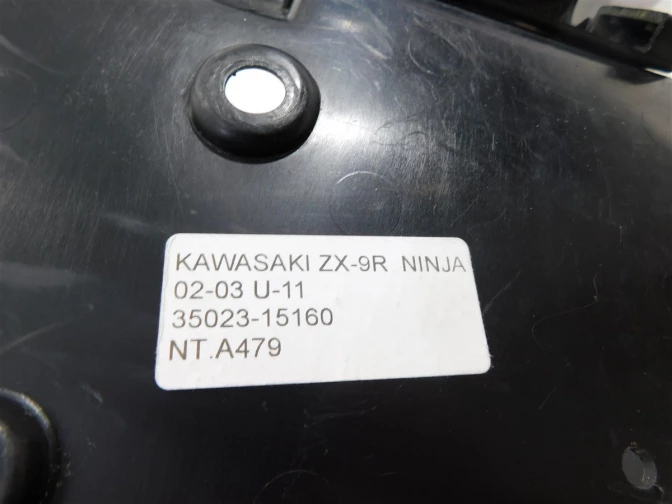 KAWASAKI ZX-9R NINJA
02-03 U-11
35023-15160
NT.A479